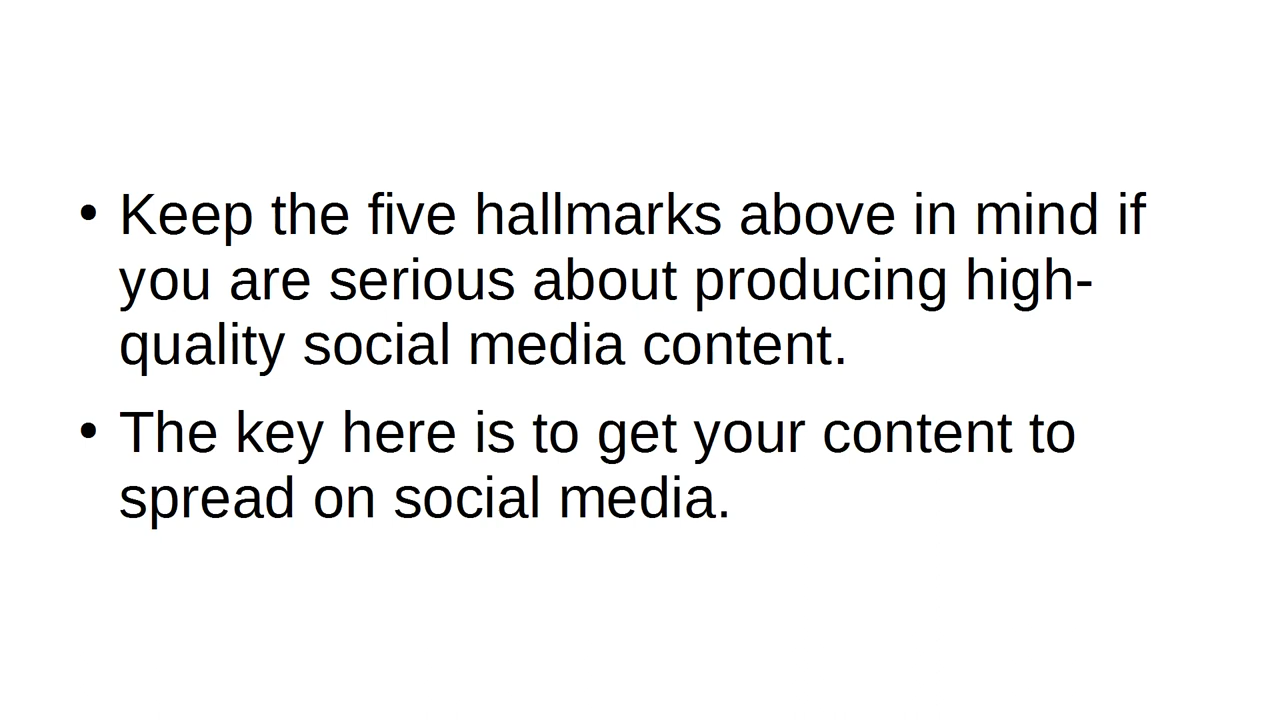 • Keep the five hallmarks above in mind if
you are serious about producing high-
quality social media content.
• The key here is to get your content to
spread on social media.